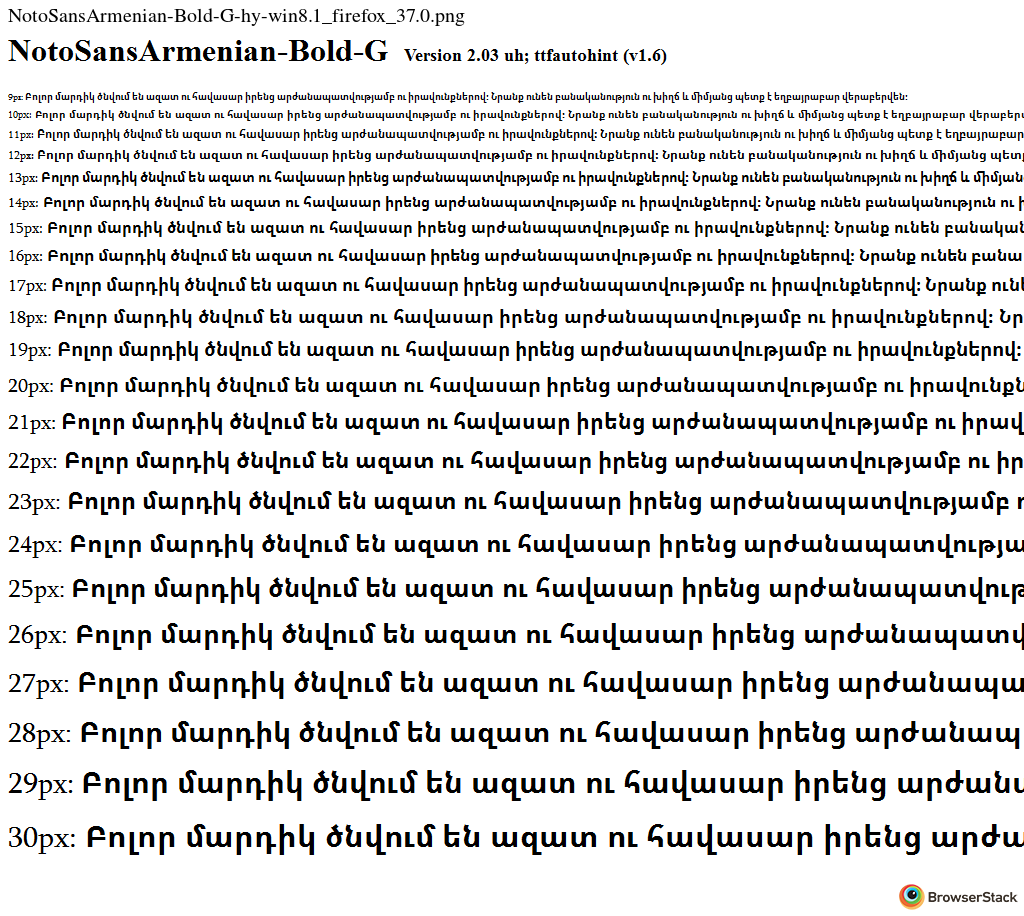 NotoSansArmenian-Bold-G-hy-win8.1_firefox_37.0.png
NotoSansArmenian-Bold-G Version 2.03 uh; ttfautohint (v1.6)
9px: Բոլոր մարդիկ ծնվում են ազատ ու հավասար իրենց արժանապատվությամբ ու իրավունքներով: Նրանք ունեն բանականություն ու խիղճ և միմյանց պետք է եղբայրաբար վերաբերվեն:
10px: Բոլոր մարդիկ ծնվում են ազատ ու հավասար իրենց արժանապատվությամբ ու իրավունքներով: Նրանք ունեն բանականություն ու խիղճ և միմյանց պետք է եղբայրաբար վերաբերվ
11px: Բոլոր մարդիկ ծնվում են ազատ ու հավասար իրենց արժանապատվությամբ ու իրավունքներով: Նրանք ունեն բանականություն ու խիղճ և միմյանց պետք է եղբայրաբար
12px: Բոլոր մարդիկ ծնվում են ազատ ու հավասար իրենց արժանապատվությամբ ու իրավունքներով: Նրանք ունեն բանականություն ու խիղճ և միմյանց պետք
13px: Բոլոր մարդիկ ծնվում են ազատ ու հավասար իրենց արժանապատվությամբ ու իրավունքներով: Նրանք ունեն բանականություն ու խիղճ և միմյան
14px: Բոլոր մարդիկ ծնվում են ազատ ու հավասար իրենց արժանապատվությամբ ու իրավունքներով: Նրանք ունեն բանականություն ու խ
15px: Բոլոր մարդիկ ծնվում են ազատ ու հավասար իրենց արժանապատվությամբ ու իրավունքներով: Նրանք ունեն բանական
16px: Բոլոր մարդիկ ծնվում են ազատ ու հավասար իրենց արժանապատվությամբ ու իրավունքներով: Նրանք ունեն բանա
17px: Բոլոր մարդիկ ծնվում են ազատ ու հավասար իրենց արժանապատվությամբ ու իրավունքներով: Նրանք ունե
18px: Բոլոր մարդիկ ծնվում են ազատ ու հավասար իրենց արժանապատվությամբ ու իրավունքներով: Նր
19px: Բոլոր մարդիկ ծնվում են ազատ ու հավասար իրենց արժանապատվությամբ ու իրավունքներով:
20px: Բոլոր մարդիկ ծնվում են ազատ ու հավասար իրենց արժանապատվությամբ ու իրավունքն
21px: Բոլոր մարդիկ ծնվում են ազատ ու հավասար իրենց արժանապատվությամբ ու իրավ
22px: Բոլոր մարդիկ ծնվում են ազատ ու հավասար իրենց արժանապատվությամբ ու իր
23px: Բոլոր մարդիկ ծնվում են ազատ ու հավասար իրենց արժանապատվությամբ ո
24px: Բոլոր մարդիկ ծնվում են ազատ ու հավասար իրենց արժանապատվությա
25px: Բոլոր մարդիկ ծնվում են ազատ ու հավասար իրենց արժանապատվութ
26px: Բոլոր մարդիկ ծնվում են ազատ ու հավասար իրենց արժանապատվ
27px: Բոլոր մարդիկ ծնվում են ազատ ու հավասար իրենց արժանապա
28px: Բոլոր մարդիկ ծնվում են ազատ ու հավասար իրենց արժանապ
29px: Բոլոր մարդիկ ծնվում են ազատ ու հավասար իրենց արժանա
30px: Բոլոր մարդիկ ծնվում են ազատ ու հավասար իրենց արժա
BrowserStack